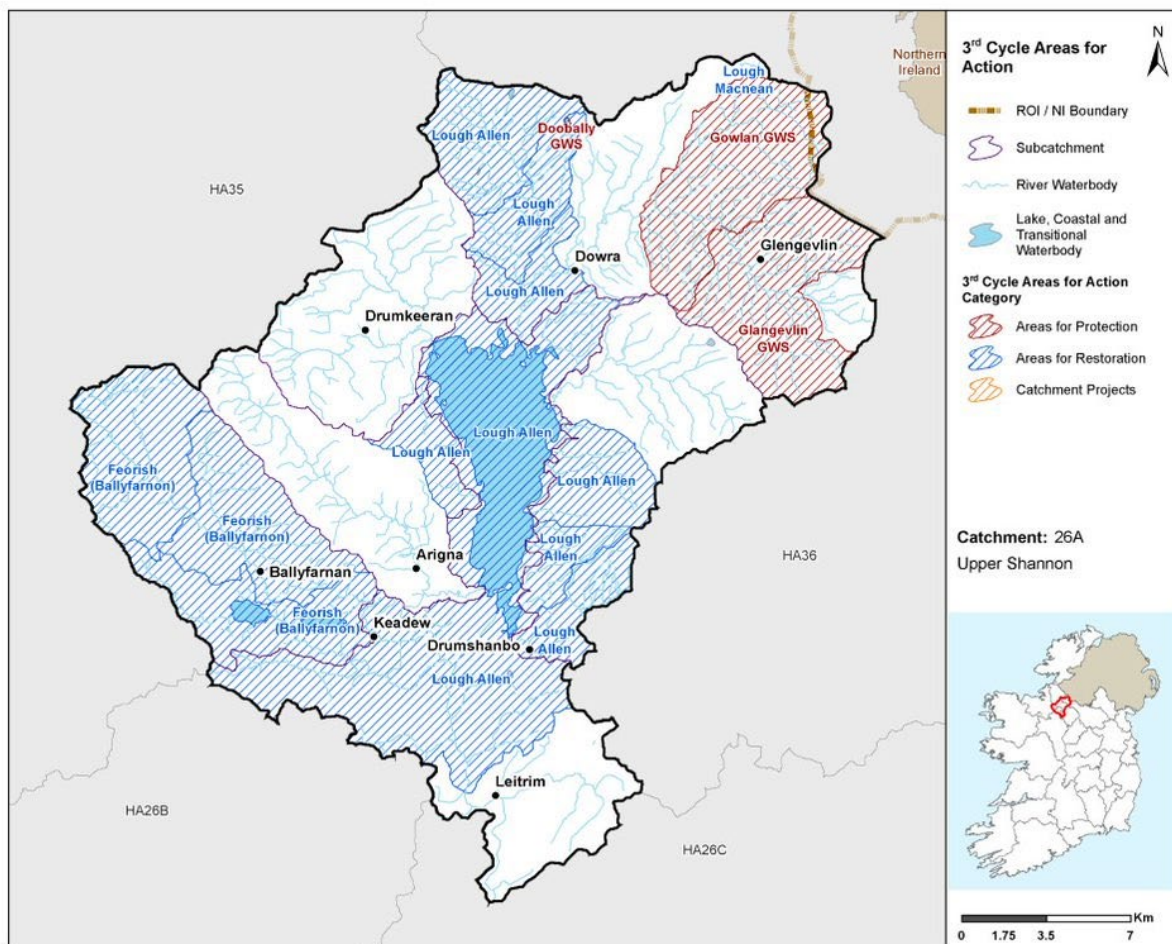 Northern
Ireland
Lough
Macnean
Lough Allen
Doobally
GWS
Gowlan GWS
HA35
Lough
Allen
Glengevlin
Dowra
Lough Allen
Drumkeeran
Glangevlin
GWS
Lough Allen
Lough Allen
Lough Allen
Feorish
(Ballyfarnon)
Feorish
(Ballyfarnon)
Lough
Allen
Arigna
HA36
Ballyfarnan
Feorish
(Ballyfarnon)
Keadew
Drumshanbo
Lough
Allen
Lough Allen
Leitrim
HA26B
HA26C
3rd Cycle Areas for
Action
N
ROI / NI Boundary
Subcatchment
River Waterbody
Lake, Coastal and
Transitional
Waterbody
3rd Cycle Areas for Action
Category
Areas for Protection
Areas for Restoration
Catchment Projects
Catchment: 26A
Upper Shannon
Km
0 1.75 3.5 7